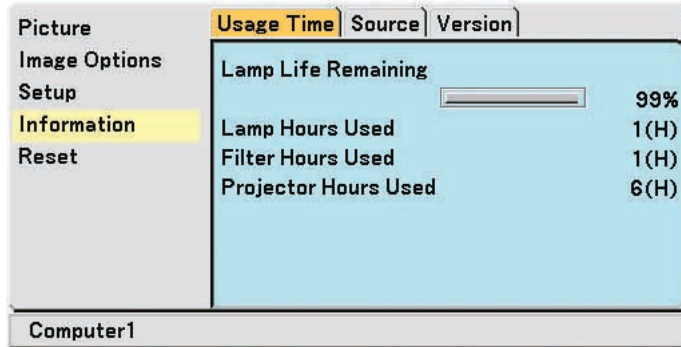 Picture
Image Options
Setup
Information
Reset
Usage Time Source Version
Lamp Life Remaining
99%
Lamp Hours Used 1(H)
Filter Hours Used 1(H)
Projector Hours Used 6(H)
Computer1